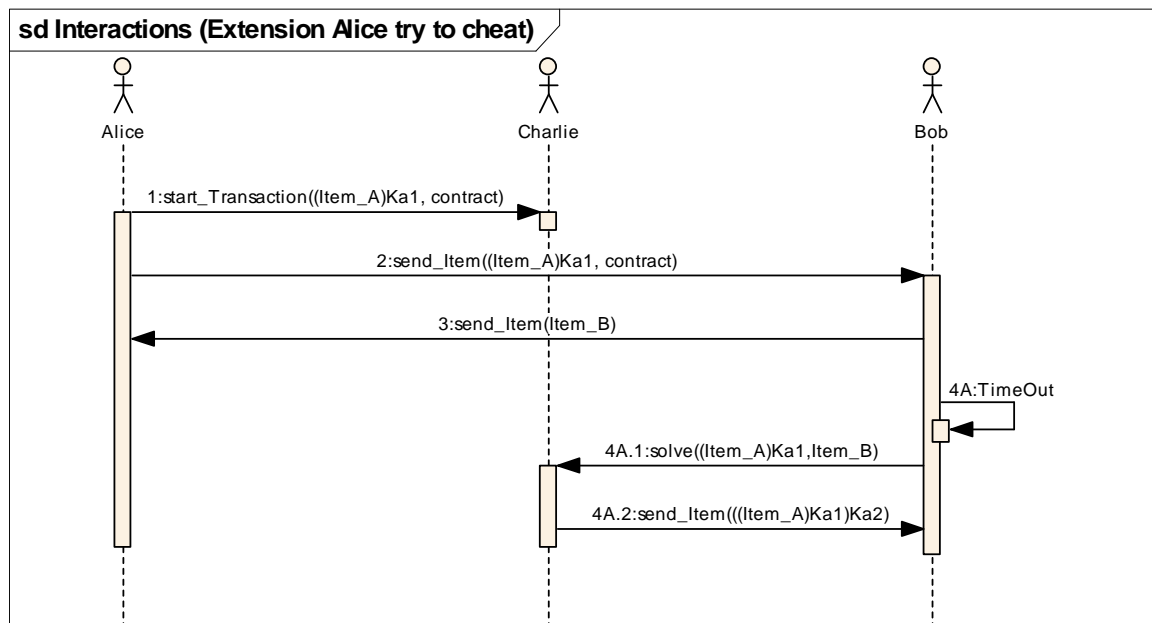 sd Interactions (Extension Alice try to cheat)
Alice
Charlie
Bob
1:start_Transaction((Item_A)Ka1, contract)
2:send_Item((Item_A)Ka1, contract)
3:send_Item(Item_B)
4A:TimeOut
4A.1:solve((Item_A)Ka1,Item_B)
4A.2:send_Item(((Item_A)Ka1)Ka2)